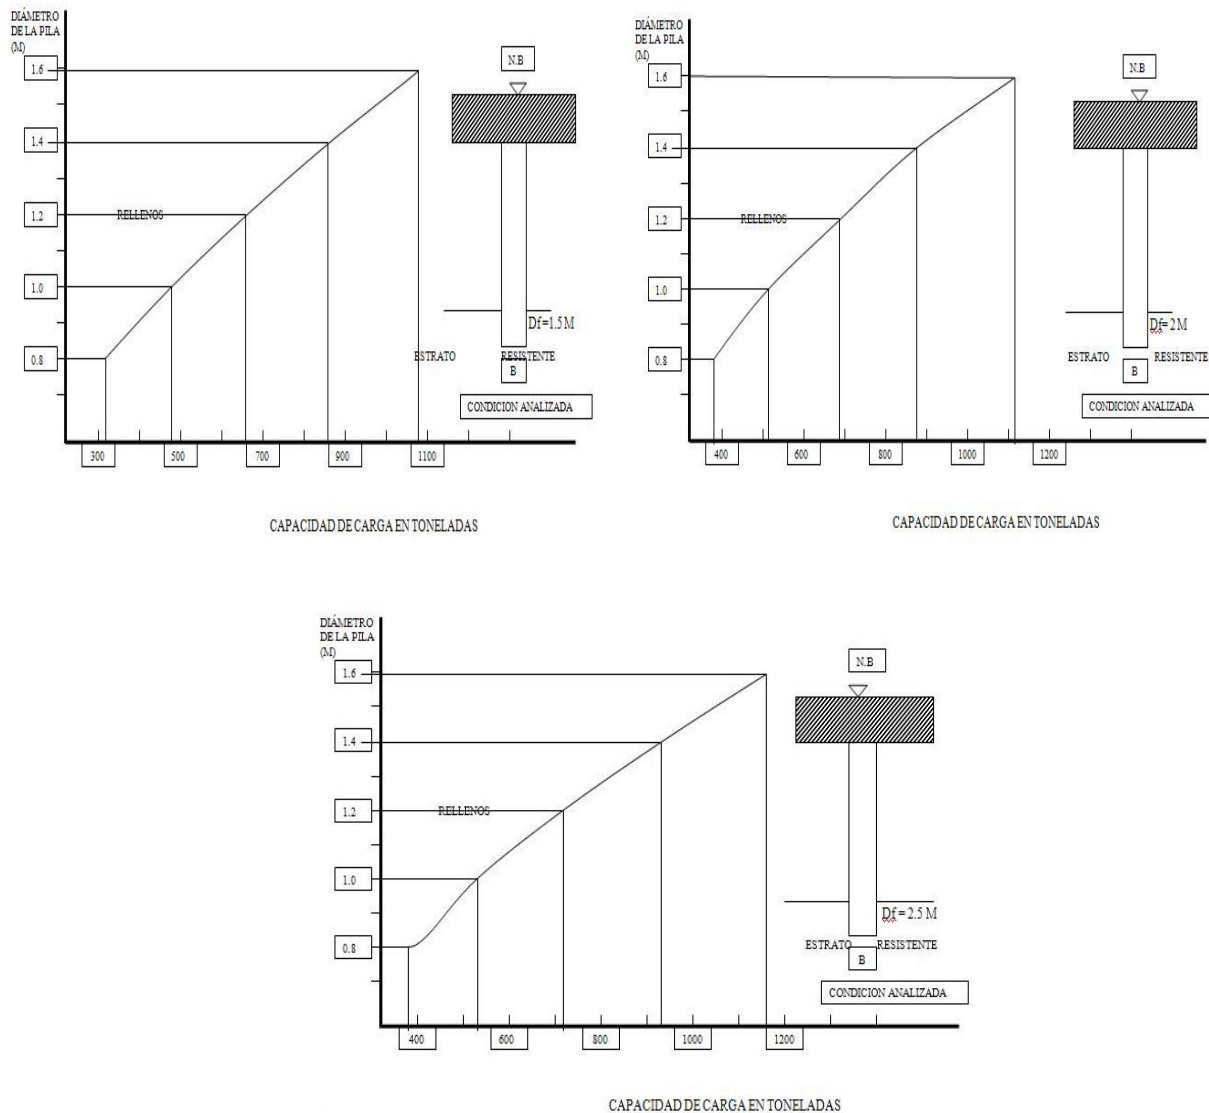 DIÁMETRO
DE LA PILA
(M)
1.6
1.4
1.2
1.0
0.8
RELLENOS
N.B
Df=1.5 M
ESTRATO RESISTENTE
B
CONDICION ANALIZADA
300 500 700 900 1100
CAPACIDAD DE CARGA EN TONELADAS
DIÁMETRO
DE LA PILA
(M)
1.6
1.4
1.2
1.0
0.8
RELLENOS
N.B
Df= 2 M
ESTRATO RESISTENTE
B
CONDICION ANALIZADA
400 600 800 1000 1200
CAPACIDAD DE CARGA EN TONELADAS
DIÁMETRO
DE LA PILA
(M)
1.6
1.4
1.2
1.0
0.8
RELLENOS
N.B
Df = 2.5 M
ESTRATO RESISTENTE
B
CONDICION ANALIZADA
400 600 800 1000 1200
CAPACIDAD DE CARGA EN TONELADAS